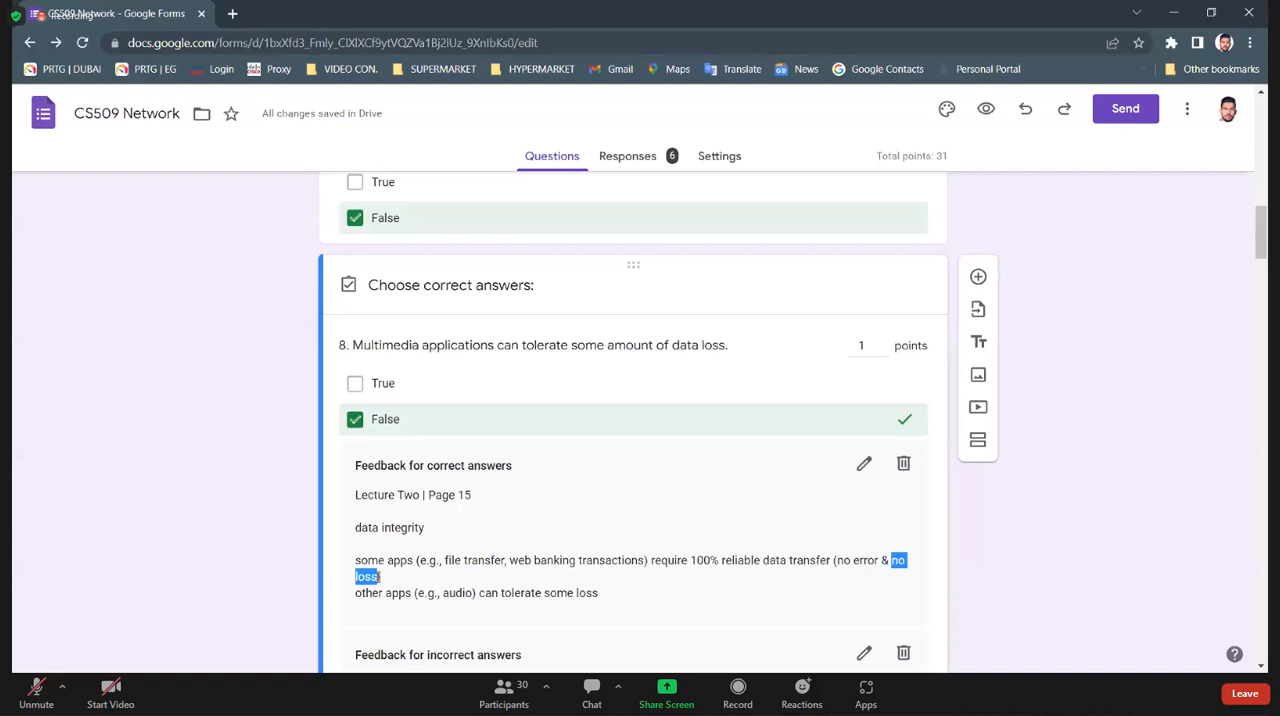 CS509 Network - Google Forms
docs.google.com/forms/d/1bxXfd3_Fmly_CIXlXCf9ytVQZVa1Bj2lUz_9XnIbKs0/edit
PRTG | DUBAI PRTG | EG Login Proxy VIDEO CON. SUPERMARKET HYPERMARKET Gmail Maps Translate News Google Contacts Personal Portal Other bookmarks
CS509 Network All changes saved in Drive Send
Questions Responses 6 Settings Total points: 31
True
False
Choose correct answers:
8. Multimedia applications can tolerate some amount of data loss. 1 points
True
False
Feedback for correct answers
Lecture Two | Page 15
data integrity
some apps (e.g., file transfer, web banking transactions) require 100% reliable data transfer (no error & no
loss)
other apps (e.g., audio) can tolerate some loss
Feedback for incorrect answers
Unmute Start Video Participants 30 Chat Share Screen Record Reactions Apps Leave